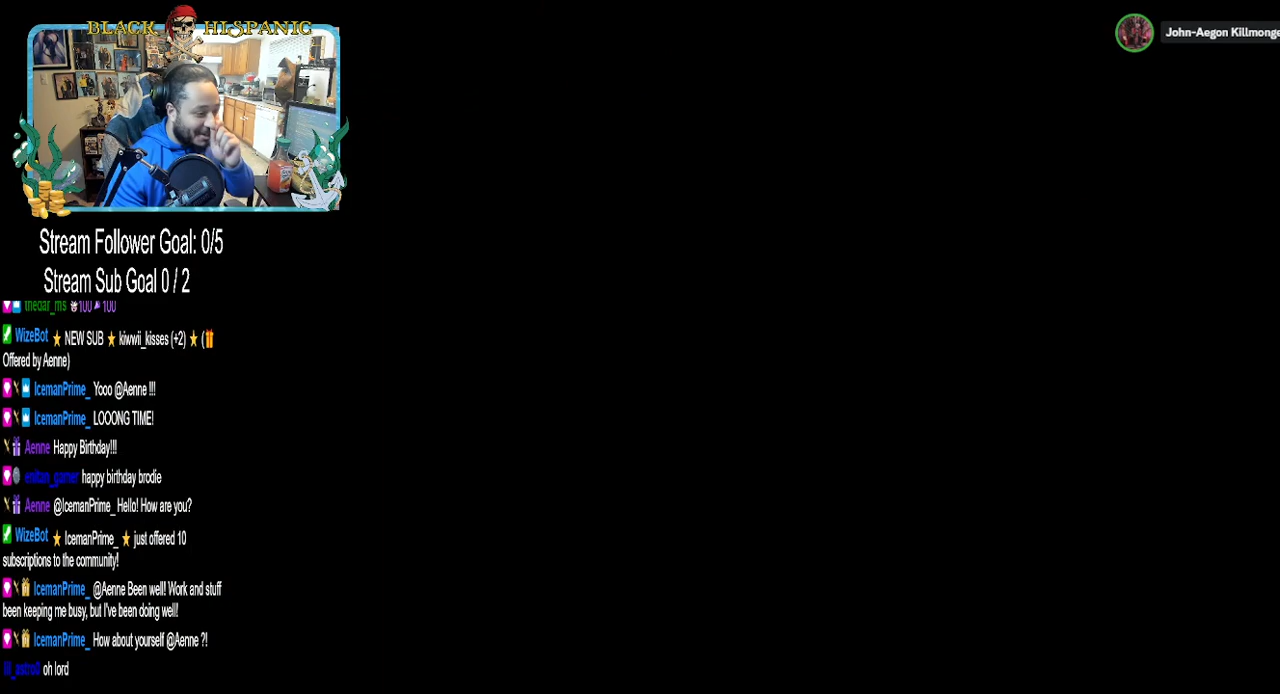 BLACK HISPANIC
John-Aegon Killmonge
Stream Follower Goal: 0/5
Stream Sub Goal 0 / 2
thedar_ms 100 100
WizeBot NEW SUB kiwwii_kisses (+2) (
Offered by Aenne)
IcemanPrime_ Yooo @Aenne !!!
IcemanPrime_ LOOONG TIME!
Aenne Happy Birthday!!!
happy birthday brodie
Aenne @IcemanPrime_ Hello! How are you?
WizeBot IcemanPrime_ just offered 10
subscriptions to the community!
IcemanPrime_ @Aenne Been well! Work and stuff
been keeping me busy, but I've been doing well!
IcemanPrime_ How about yourself @Aenne ?!
oh lord